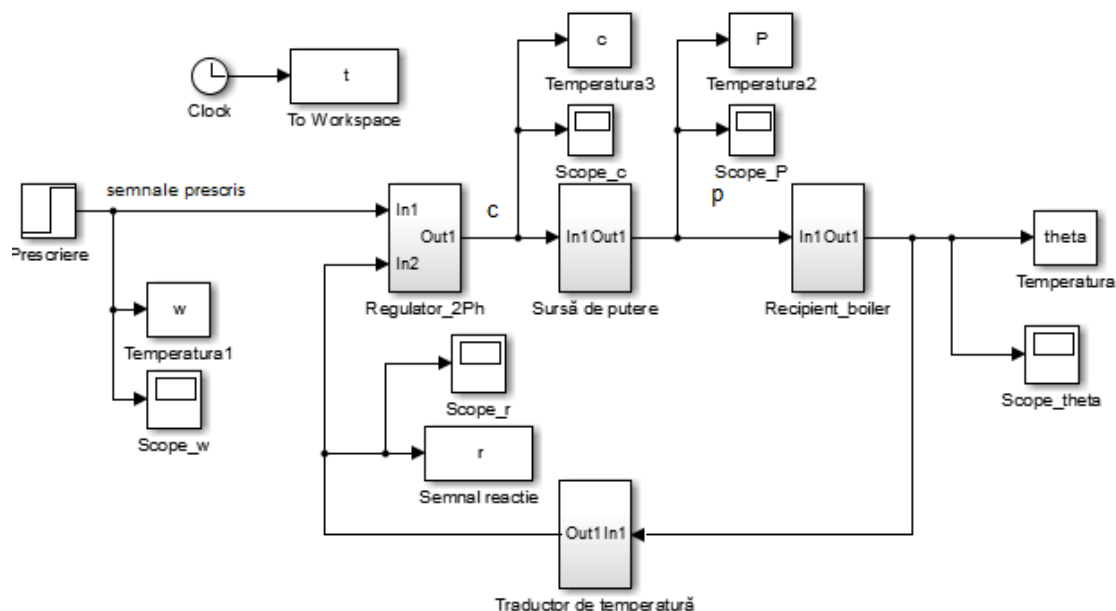 c
Temperatura3
P
Temperatura2
t
Clock
To Workspace
Scope_c
Scope_P
semnale prescris
c
p
In1
Out1
In2
In1 Out1
In1 Out1
theta
Prescriere
Regulator_2Ph
Sursă de putere
Recipient_boiler
Temperatura
w
Temperatura1
Scope_w
Scope_r
Scope_theta
r
Semnal reactie
Out1 In1
Traductor de temperatură